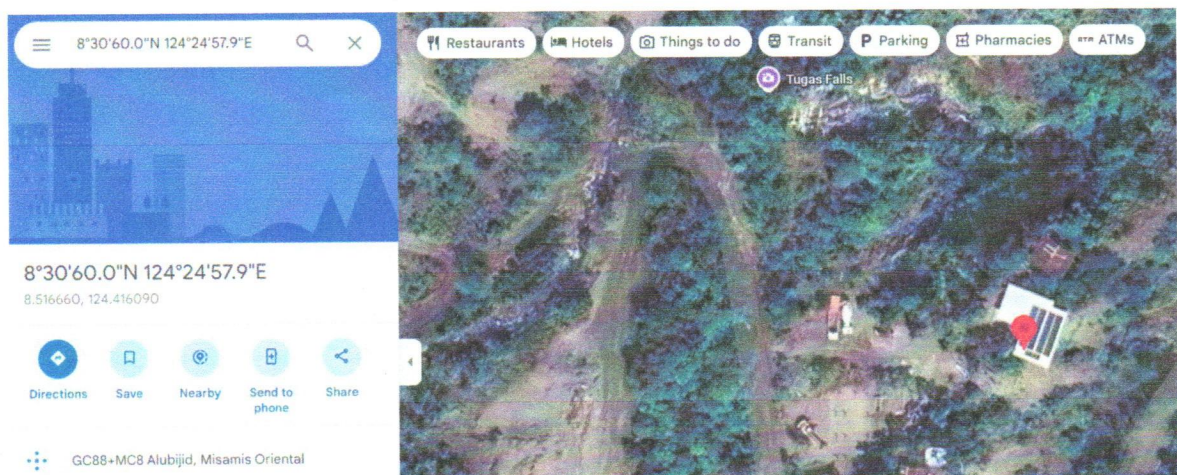 8°30'60.0"N 124°24'57.9"E
Restaurants
Hotels
Things to do
Transit
P Parking
Pharmacies
ATM ATMs
Tugas Falls
8°30'60.0"N 124°24'57.9"E
8.516660, 124.416090
Directions
Save
Nearby
Send to
phone
Share
GC88+MC8 Alubijid, Misamis Oriental